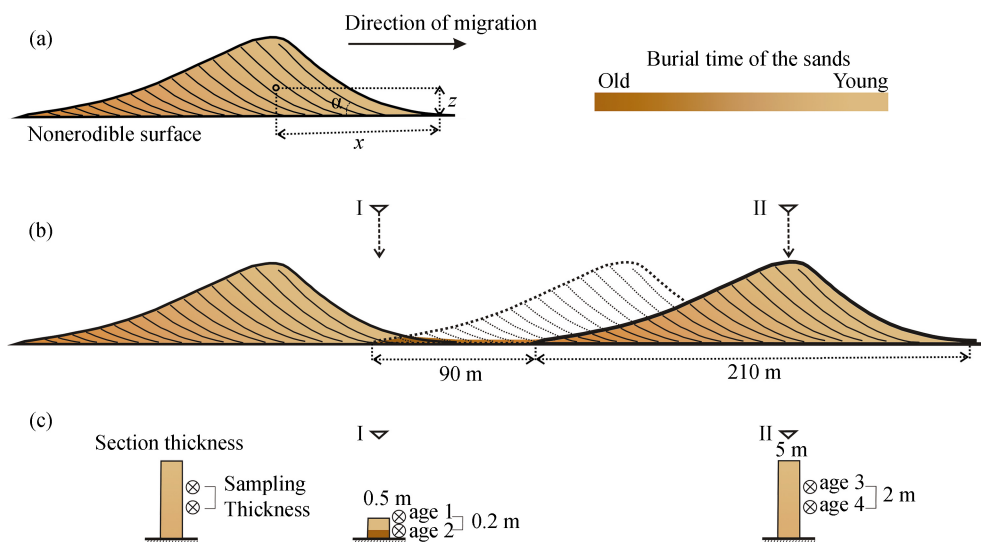 (a)
Direction of migration
α
z
x
Nonerodible surface
Burial time of the sands
Old
Young
(b)
I
II
90 m
210 m
(c)
Section thickness
Sampling
Thickness
I
0.5 m
age 1
age 2
0.2 m
II
5 m
age 3
age 4
2 m